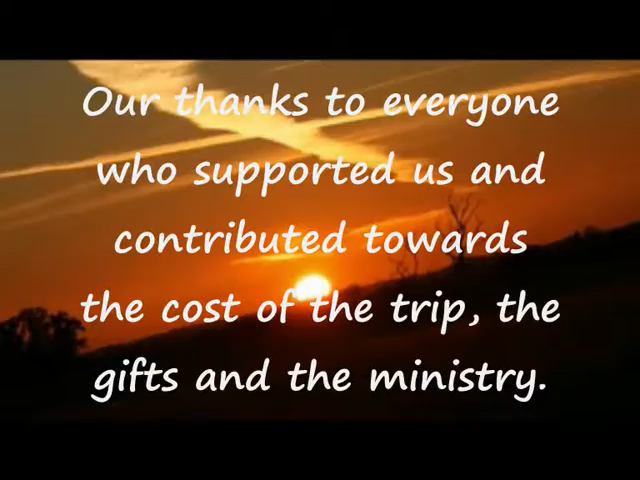 Our thanks to everyone
who supported us and
contributed towards
the cost of the trip, the
gifts and the ministry.